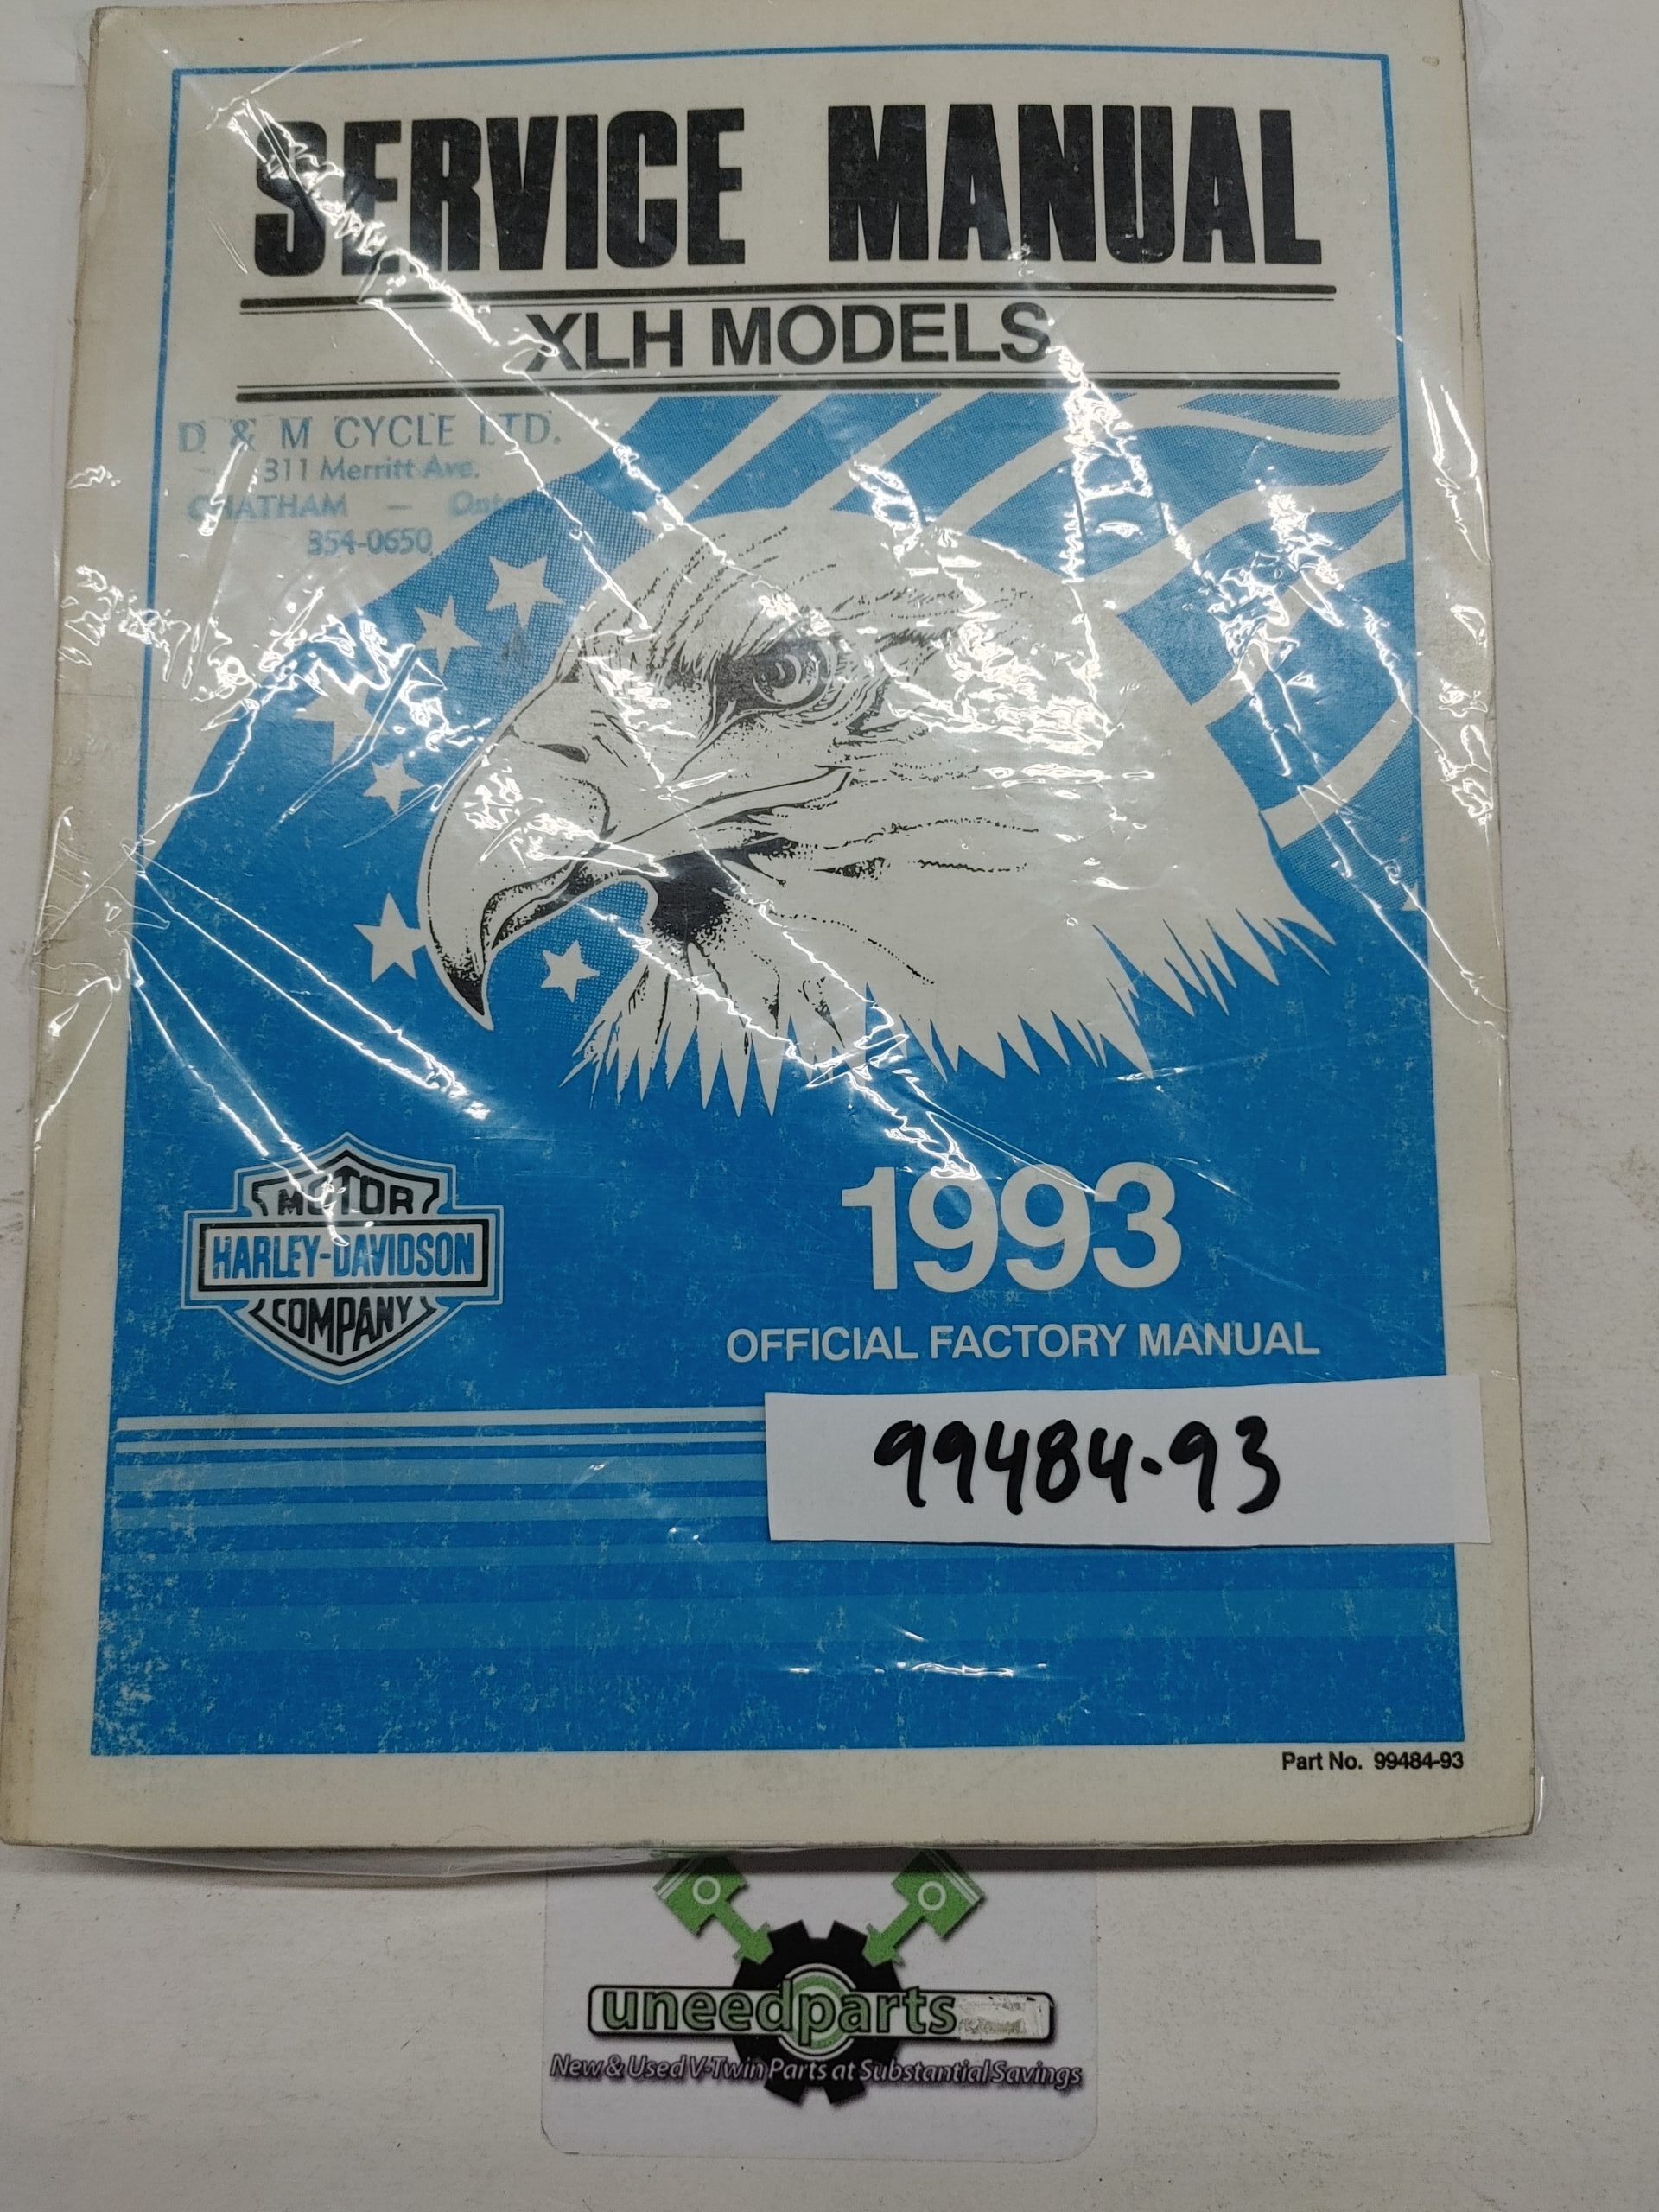 SERVICE MANUAL
XLH MODELS
D & M CYCLE LTD.
311 Merritt Ave.
CHATHAM —
354-0650
MOTOR
HARLEY-DAVIDSON
COMPANY
1993
OFFICIAL FACTORY MANUAL
99484-93
Part No. 99484-93
uneedparts
New & Used V-Twin Parts at Substantial Savings